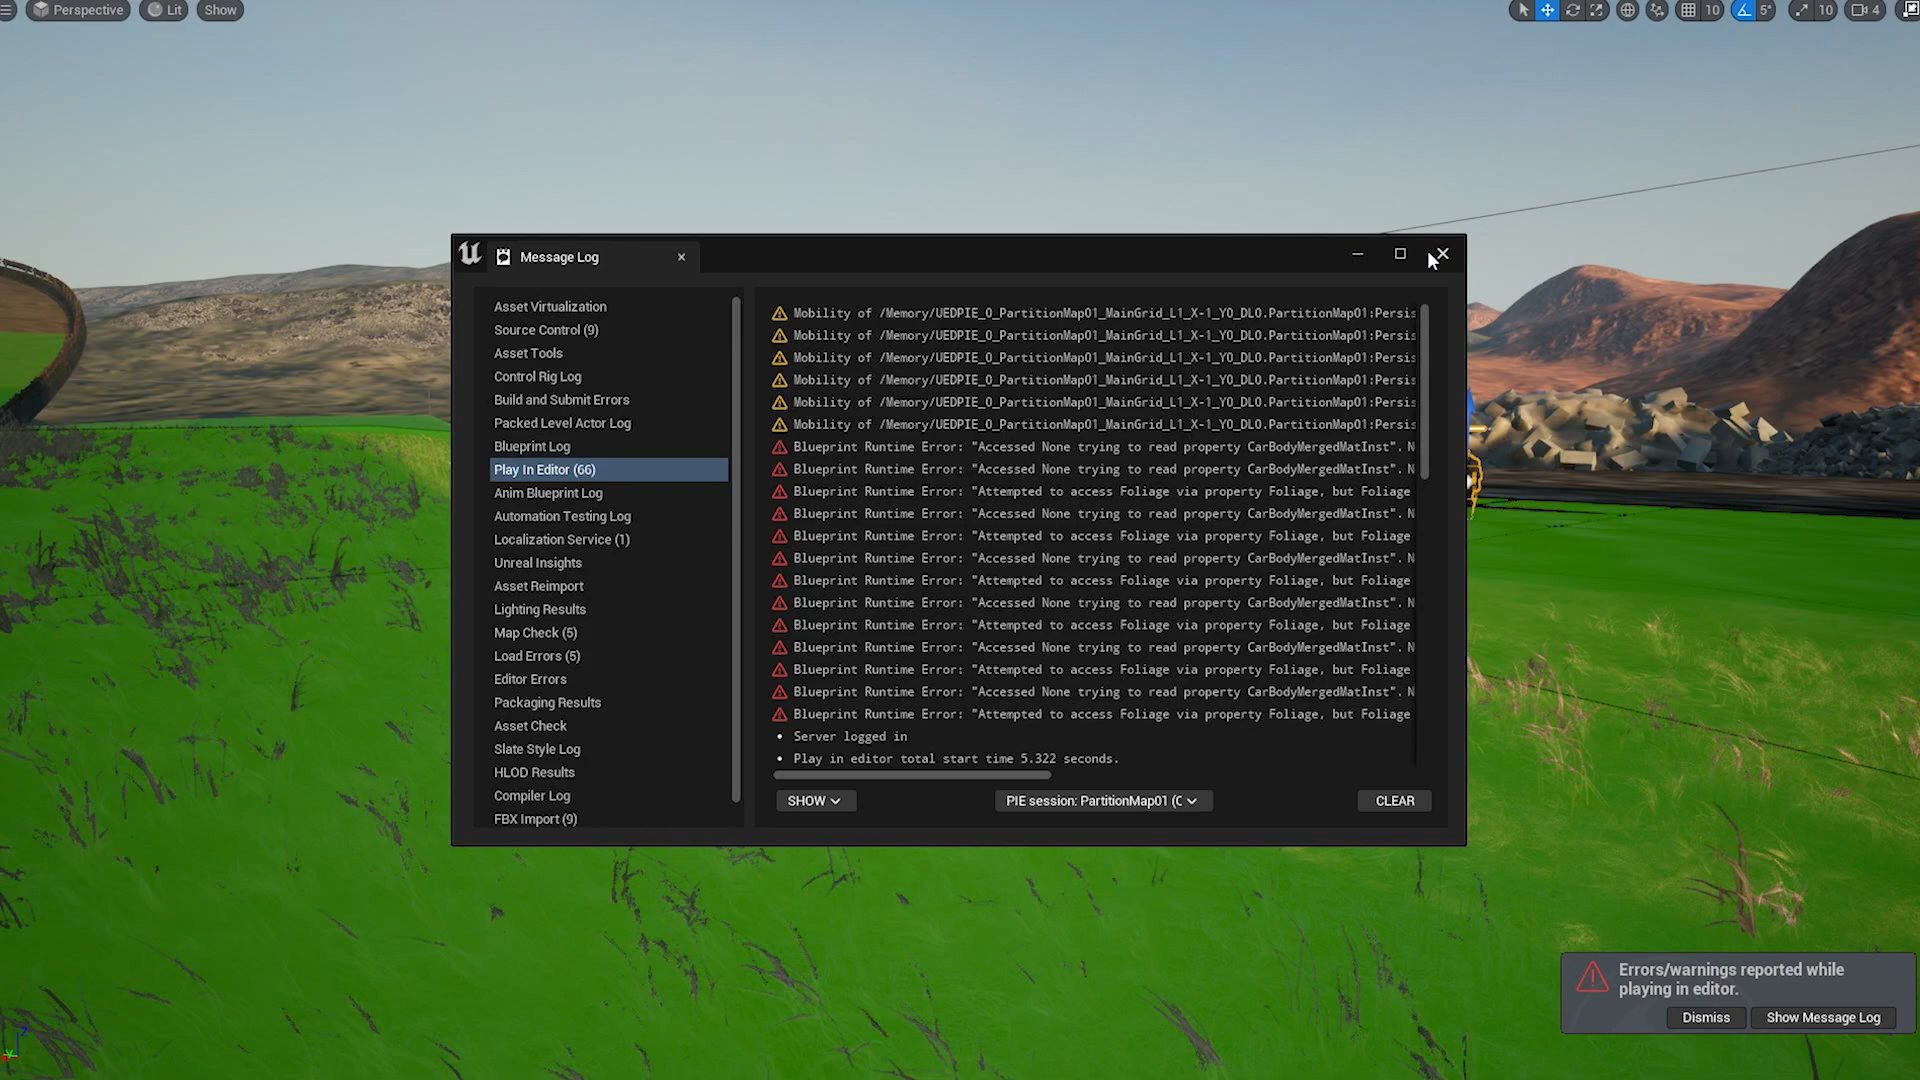 Perspective
Lit
Show
10
5°
10
4
Message Log
Asset Virtualization
Source Control (9)
Asset Tools
Control Rig Log
Build and Submit Errors
Packed Level Actor Log
Blueprint Log
Play In Editor (66)
Anim Blueprint Log
Automation Testing Log
Localization Service (1)
Unreal Insights
Asset Reimport
Lighting Results
Map Check (5)
Load Errors (5)
Editor Errors
Packaging Results
Asset Check
Slate Style Log
HLOD Results
Compiler Log
FBX Import (9)
Mobility of /Memory/UEDPIE_0_PartitionMap01_MainGrid_L1_X-1_Y0_DL0.PartitionMap01:Persis
Mobility of /Memory/UEDPIE_0_PartitionMap01_MainGrid_L1_X-1_Y0_DL0.PartitionMap01:Persis
Mobility of /Memory/UEDPIE_0_PartitionMap01_MainGrid_L1_X-1_Y0_DL0.PartitionMap01:Persis
Mobility of /Memory/UEDPIE_0_PartitionMap01_MainGrid_L1_X-1_Y0_DL0.PartitionMap01:Persis
Mobility of /Memory/UEDPIE_0_PartitionMap01_MainGrid_L1_X-1_Y0_DL0.PartitionMap01:Persis
Mobility of /Memory/UEDPIE_0_PartitionMap01_MainGrid_L1_X-1_Y0_DL0.PartitionMap01:Persis
Blueprint Runtime Error: "Accessed None trying to read property CarBodyMergedMatInst". N
Blueprint Runtime Error: "Accessed None trying to read property CarBodyMergedMatInst". N
Blueprint Runtime Error: "Attempted to access Foliage via property Foliage, but Foliage
Blueprint Runtime Error: "Accessed None trying to read property CarBodyMergedMatInst". N
Blueprint Runtime Error: "Attempted to access Foliage via property Foliage, but Foliage
Blueprint Runtime Error: "Accessed None trying to read property CarBodyMergedMatInst". N
Blueprint Runtime Error: "Attempted to access Foliage via property Foliage, but Foliage
Blueprint Runtime Error: "Accessed None trying to read property CarBodyMergedMatInst". N
Blueprint Runtime Error: "Attempted to access Foliage via property Foliage, but Foliage
Blueprint Runtime Error: "Accessed None trying to read property CarBodyMergedMatInst". N
Blueprint Runtime Error: "Attempted to access Foliage via property Foliage, but Foliage
Blueprint Runtime Error: "Accessed None trying to read property CarBodyMergedMatInst". N
Blueprint Runtime Error: "Attempted to access Foliage via property Foliage, but Foliage
• Server logged in
• Play in editor total start time 5.322 seconds.
SHOW
PIE session: PartitionMap01 (C
CLEAR
Errors/warnings reported while
playing in editor.
Dismiss
Show Message Log